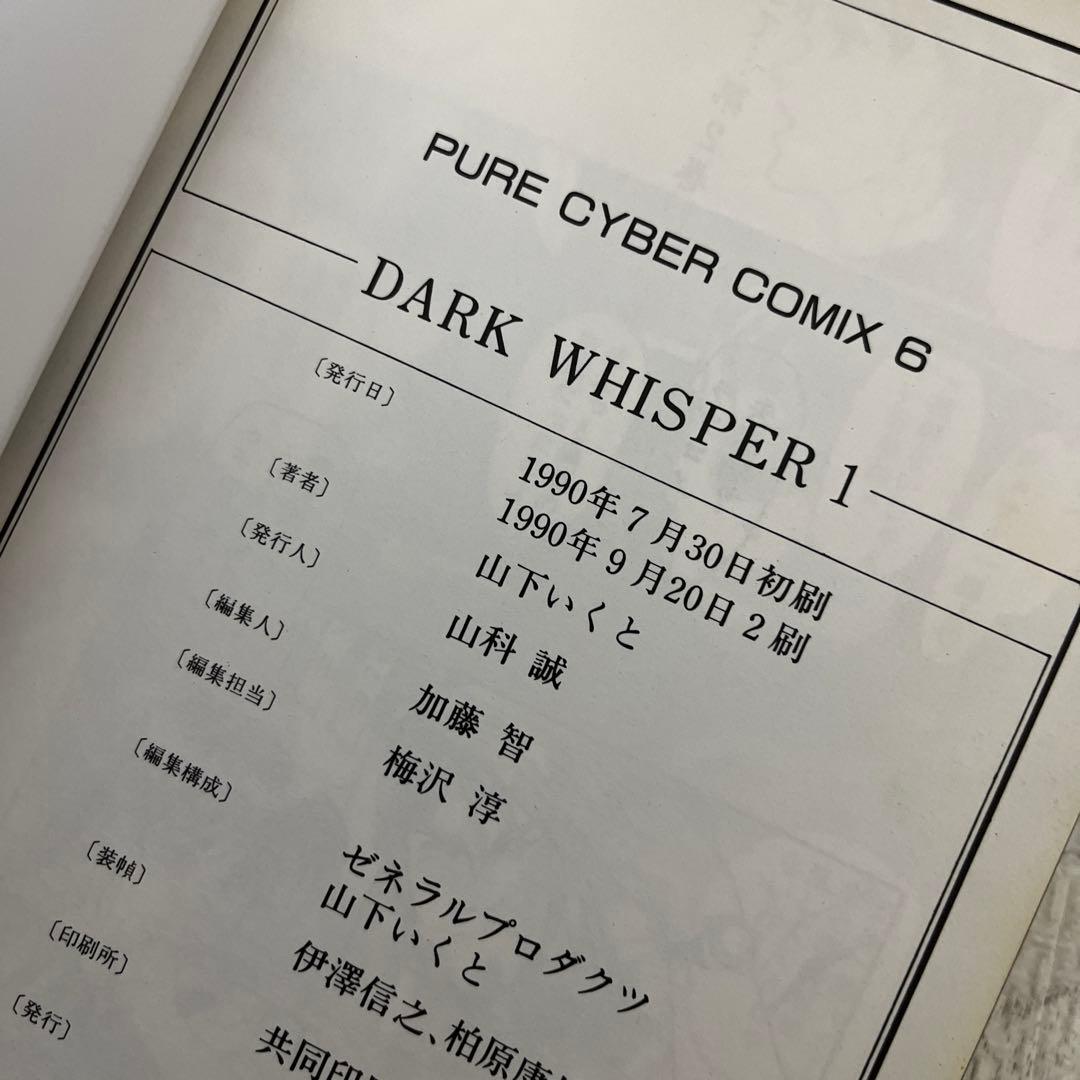 PURE CYBER COMIX 6
DARK WHISPER 1
〔発行日〕 1990年7月30日初刷
1990年9月20日2刷
〔著者〕 山下いくと
〔発行人〕 山科 誠
〔編集人〕 加藤 智
〔編集担当〕 梅沢 淳
〔編集構成〕 ゼネラルプロダクツ
山下いくと
〔装幀〕 伊澤信之、柏原康
〔印刷所〕 共同印
〔発行〕